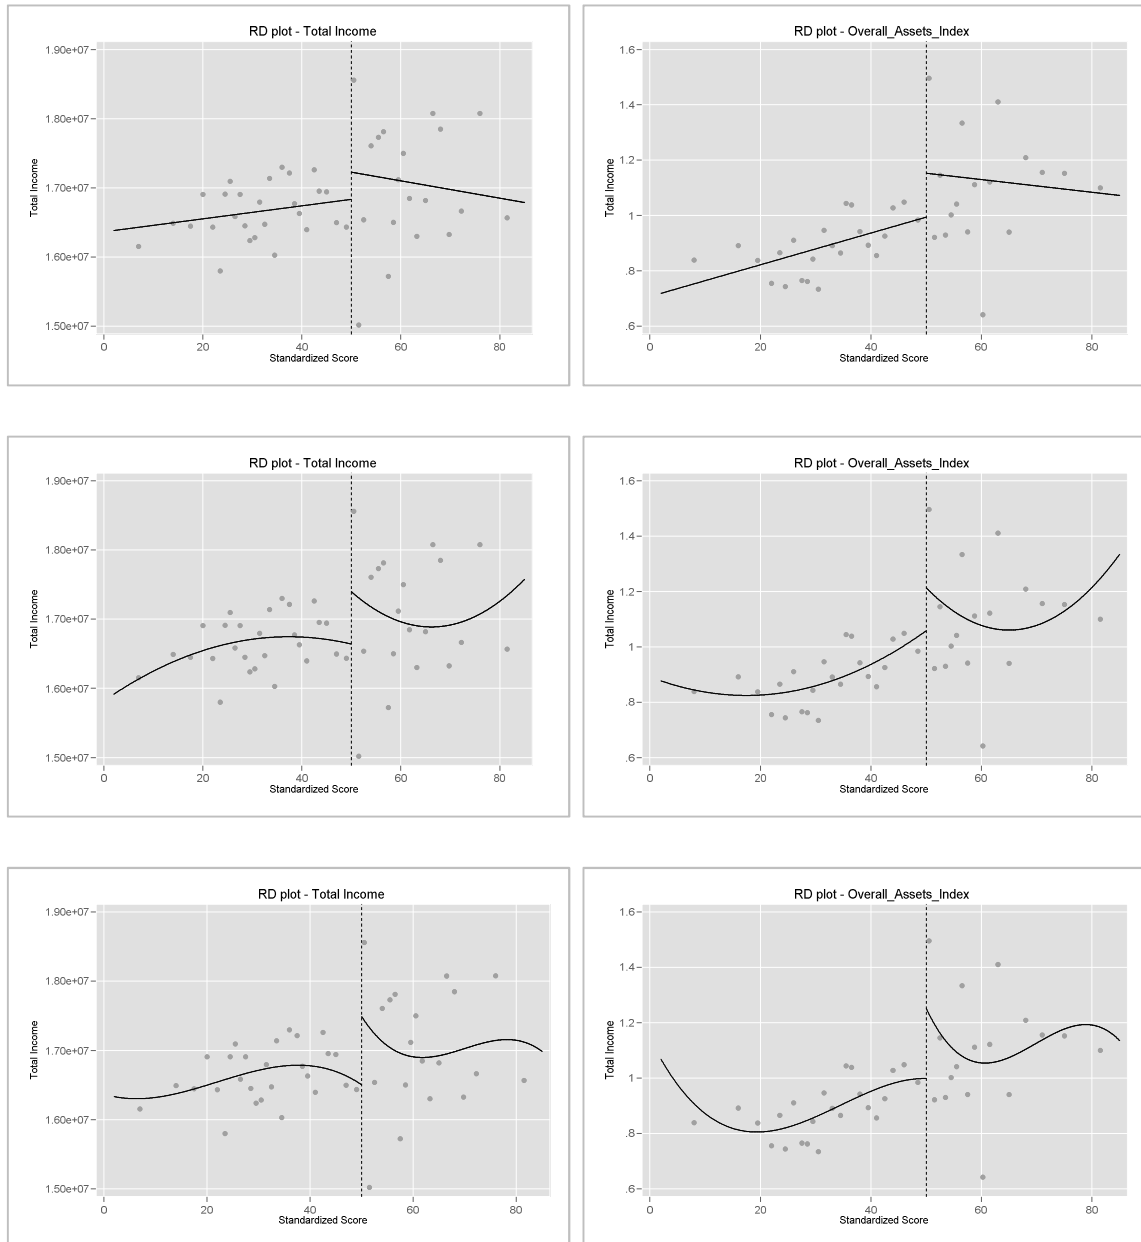 RD plot - Total Income
1.90e+07
1.80e+07
1.70e+07
1.60e+07
1.50e+07
Total Income
0 20 40 60 80
Standardized Score
RD plot - Overall_Assets_Index
1.6
1.4
1.2
1
.8
.6
Total Income
0 20 40 60 80
Standardized Score
RD plot - Total Income
1.90e+07
1.80e+07
1.70e+07
1.60e+07
1.50e+07
Total Income
0 20 40 60 80
Standardized Score
RD plot - Overall_Assets_Index
1.6
1.4
1.2
1
.8
.6
Total Income
0 20 40 60 80
Standardized Score
RD plot - Total Income
1.90e+07
1.80e+07
1.70e+07
1.60e+07
1.50e+07
Total Income
0 20 40 60 80
Standardized Score
RD plot - Overall_Assets_Index
1.6
1.4
1.2
1
.8
.6
Total Income
0 20 40 60 80
Standardized Score